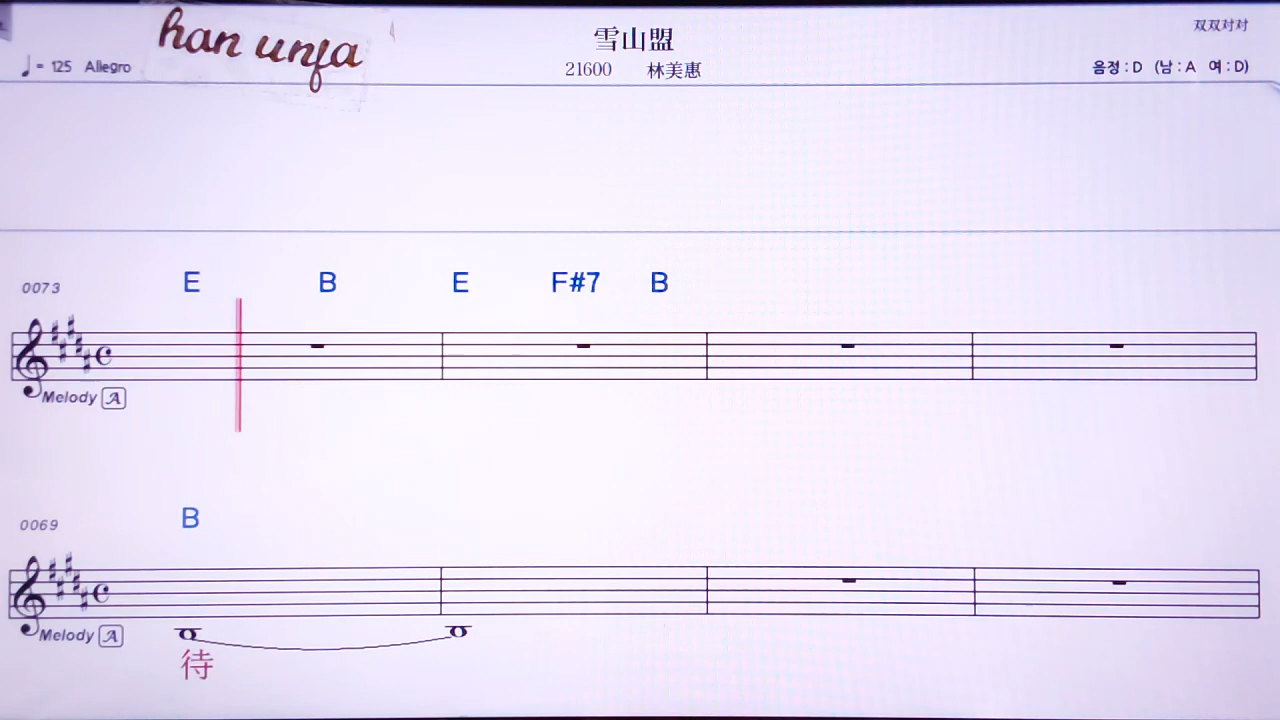 han unfa
雪山盟
双双对对
♩= 125 Allegro
21600 林美惠
음정 : D (남 : A 여 : D)
0073 E B E F#7 B
Melody A
0069 B
Melody A
待